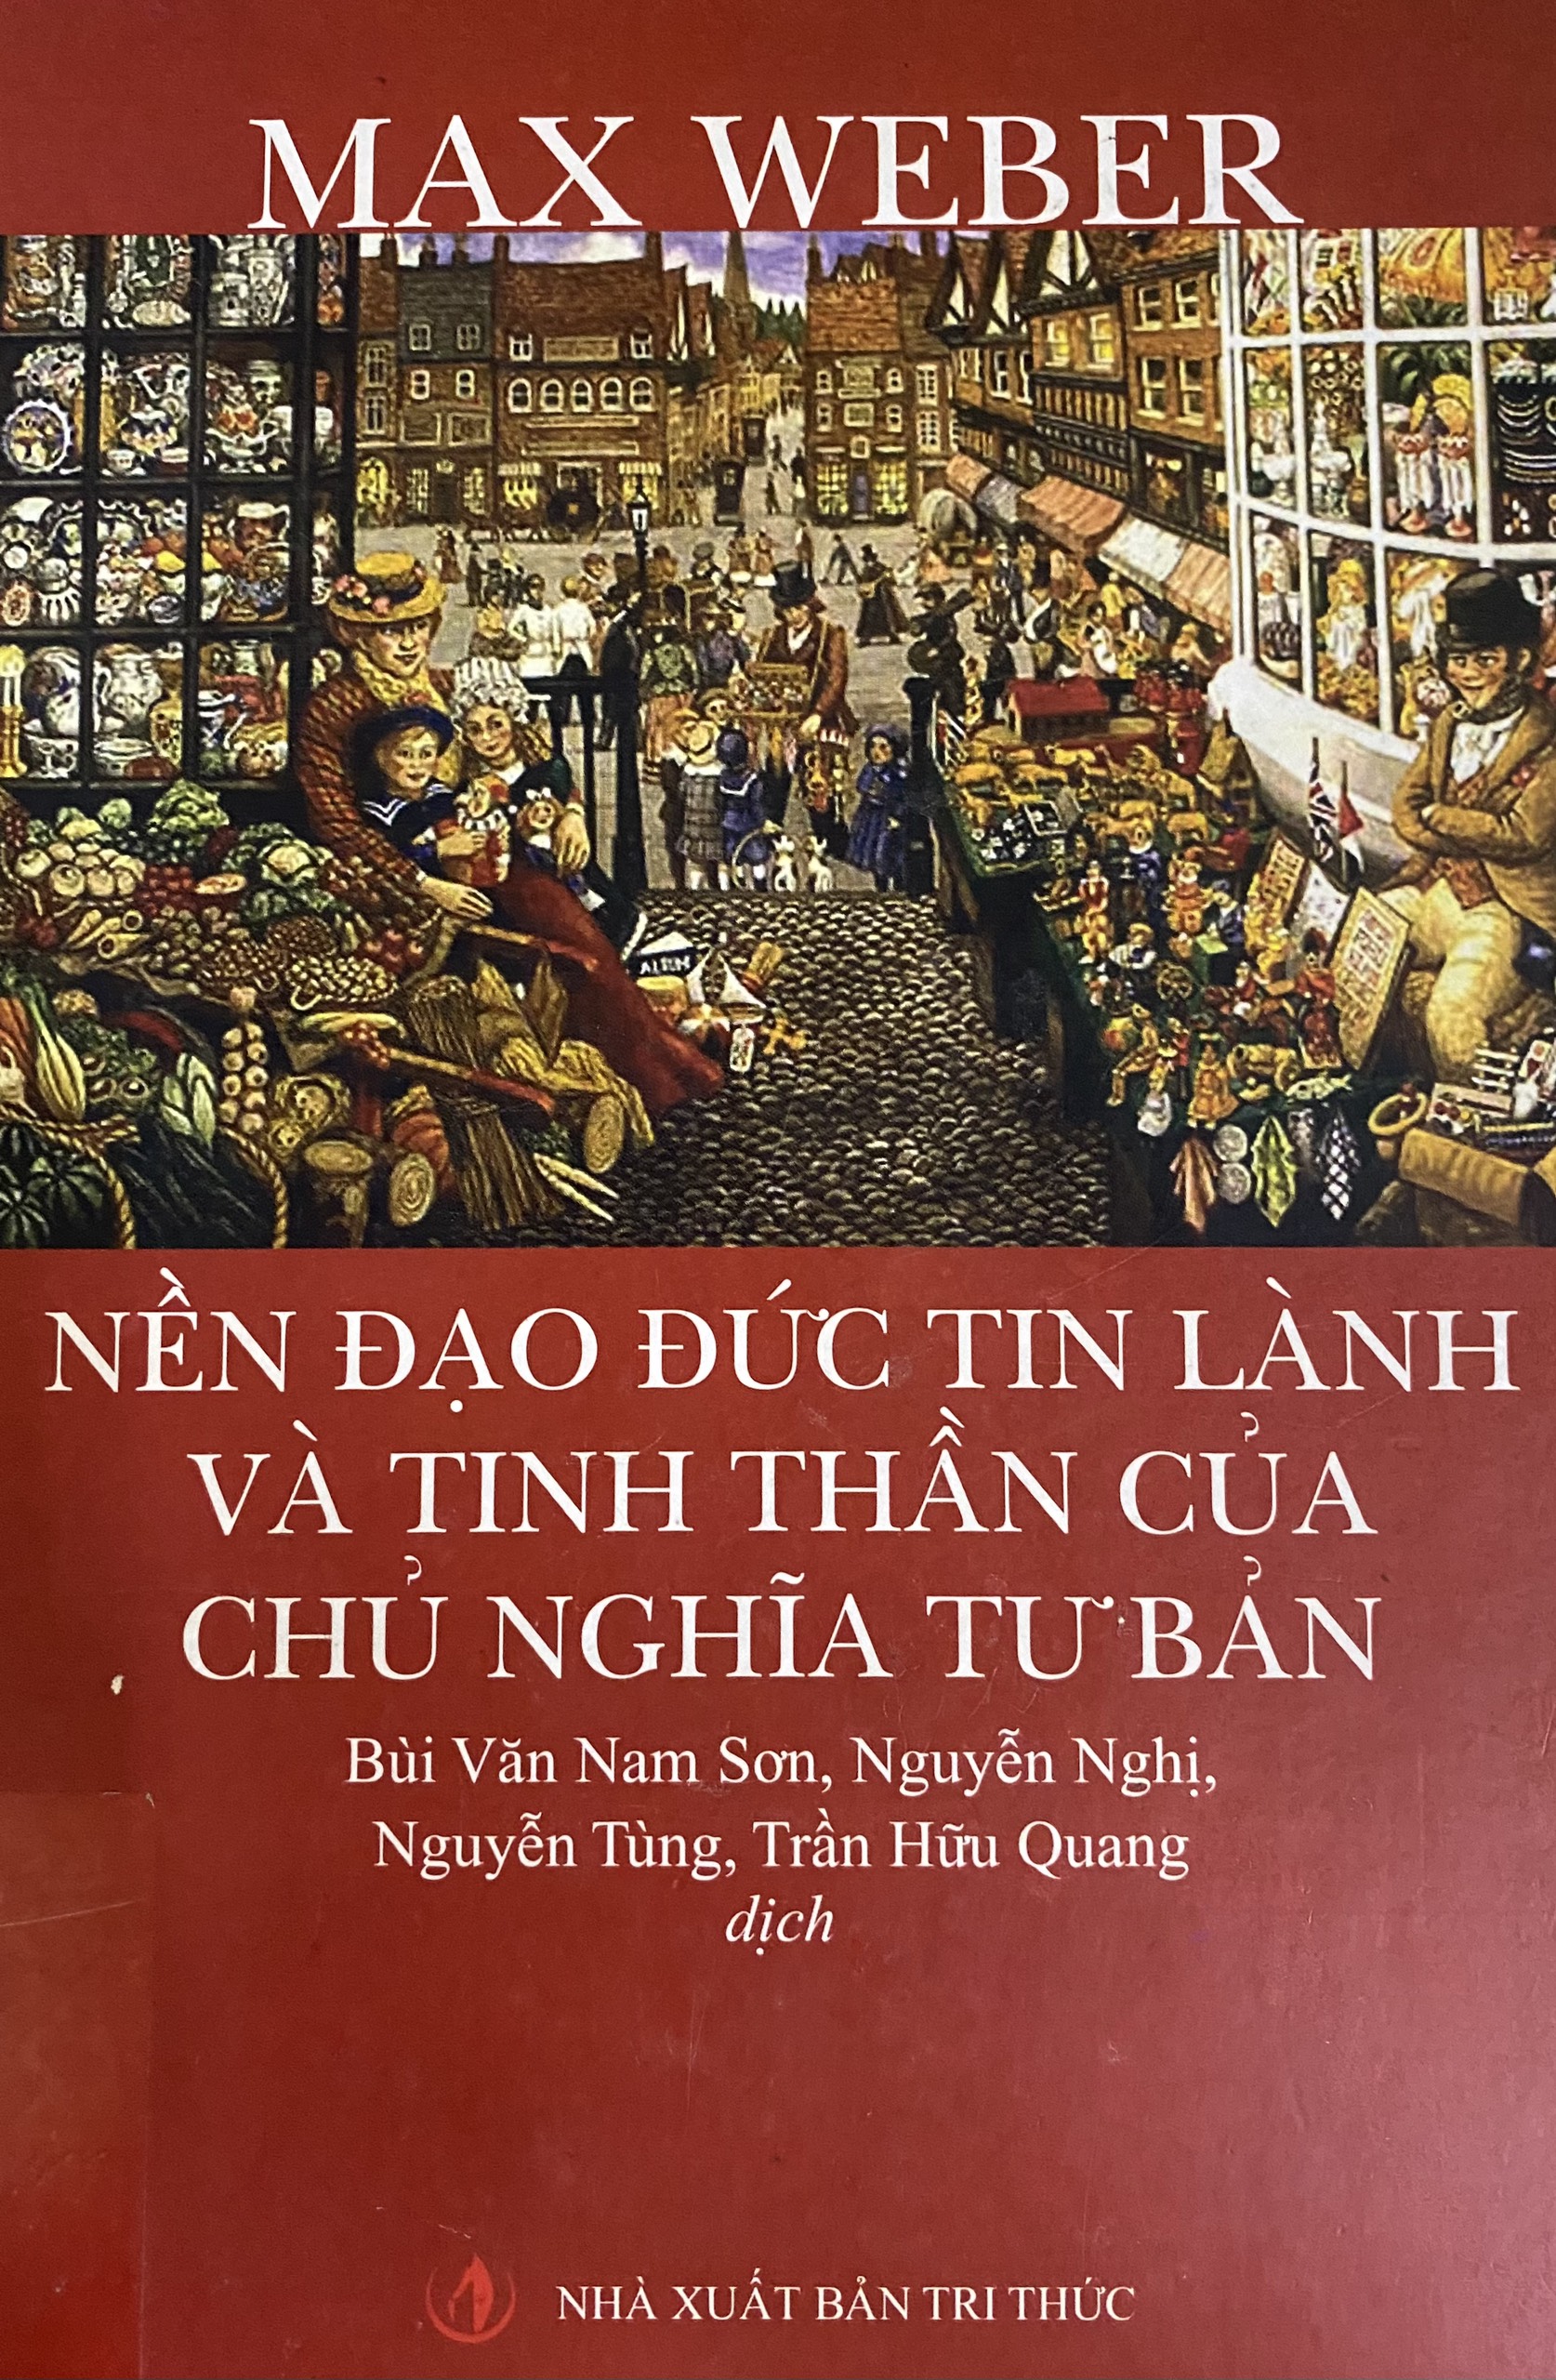 MAX WEBER
NỀN ĐẠO ĐỨC TIN LÀNH
VÀ TINH THẦN CỦA
CHỦ NGHĨA TƯ BẢN
Bùi Văn Nam Sơn, Nguyễn Nghị,
Nguyễn Tùng, Trần Hữu Quang
dịch
NHÀ XUẤT BẢN TRI THỨC